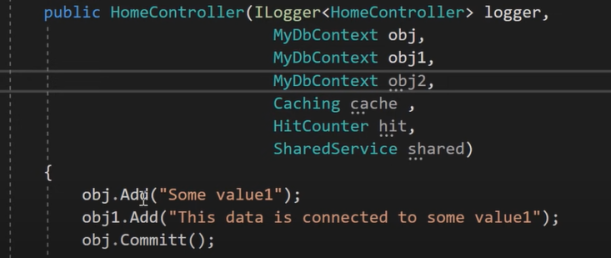 public HomeController(ILogger<HomeController> logger,
MyDbContext obj,
MyDbContext obj1,
MyDbContext obj2,
Caching cache ,
HitCounter hit,
SharedService shared)
{
obj.Add("Some value1");
obj1.Add("This data is connected to some value1");
obj.Committ();